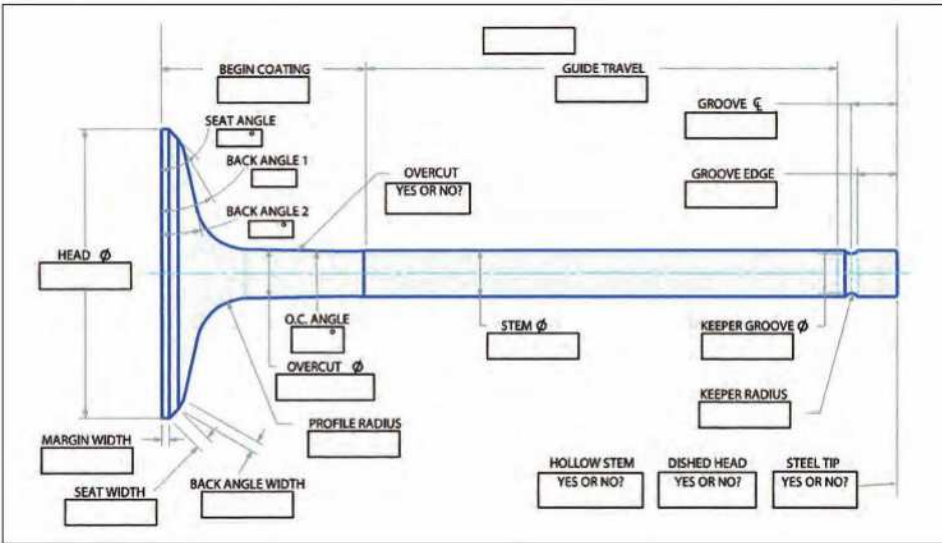 BEGIN COATING
GUIDE TRAVEL
GROOVE ℄
SEAT ANGLE
°
BACK ANGLE 1
OVERCUT
YES OR NO?
GROOVE EDGE
BACK ANGLE 2
°
HEAD Ø
O.C. ANGLE
°
STEM Ø
KEEPER GROOVE Ø
OVERCUT Ø
KEEPER RADIUS
PROFILE RADIUS
MARGIN WIDTH
HOLLOW STEM
YES OR NO?
DISHED HEAD
YES OR NO?
STEEL TIP
YES OR NO?
SEAT WIDTH
BACK ANGLE WIDTH